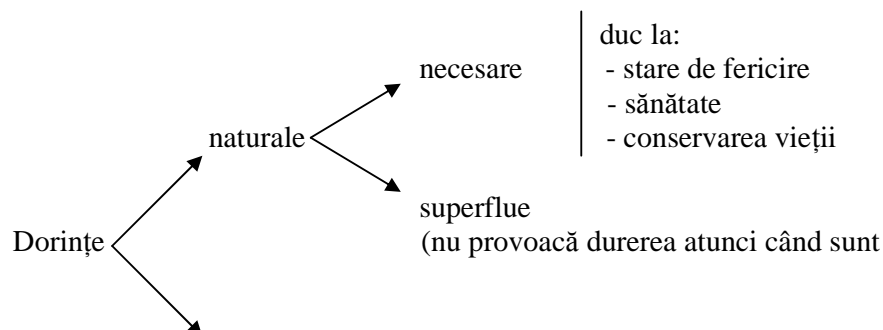 duc la:
necesare
- stare de fericire
- sănătate
- conservarea vieții
naturale
superflue
Dorințe
(nu provoacă durerea atunci când sunt